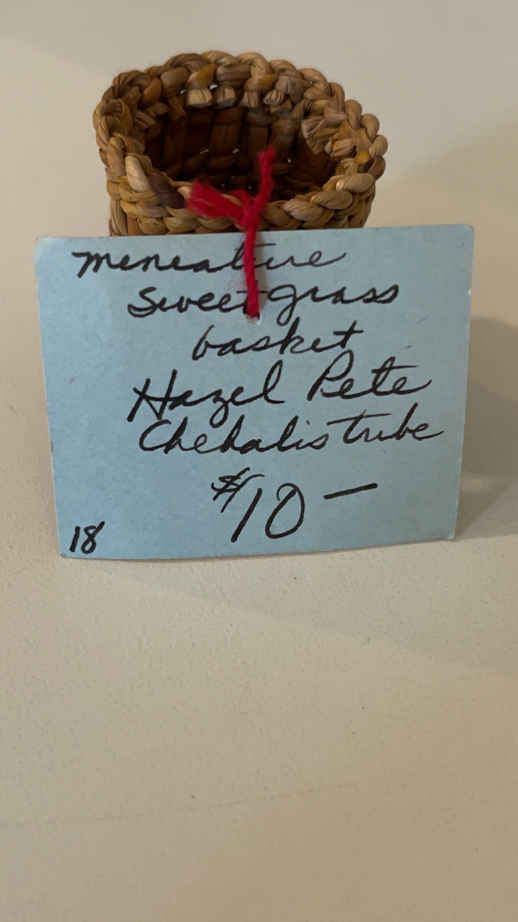 meneature
Sweetgrass
basket
Hazel Pete
Chehalis tribe
$10 —
18